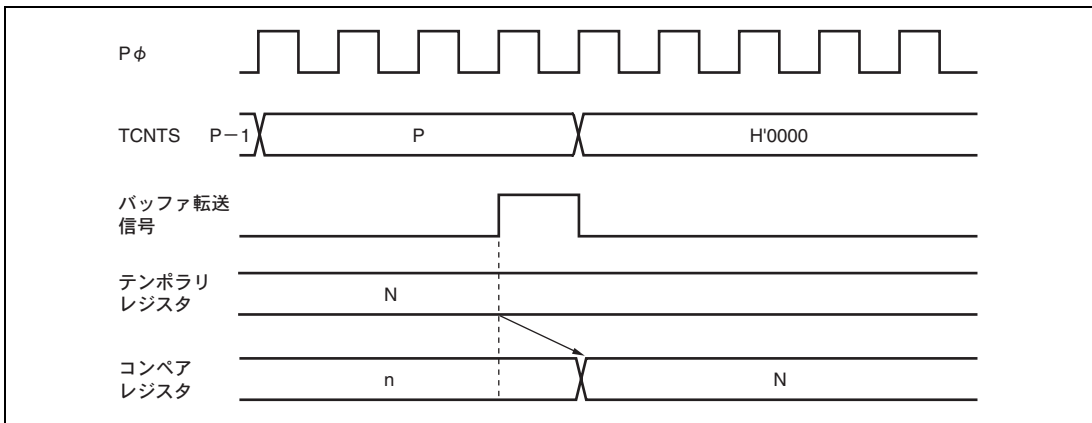 Pφ
TCNTS P−1 P H'0000
バッファ転送
信号
テンポラリ
レジスタ
N
コンペア
レジスタ
n N